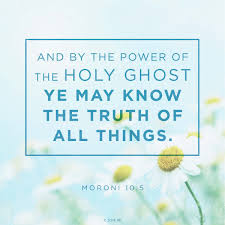 AND BY THE POWER OF
THE HOLY GHOST
YE MAY KNOW
THE TRUTH OF
ALL THINGS.
MORONI 10:5